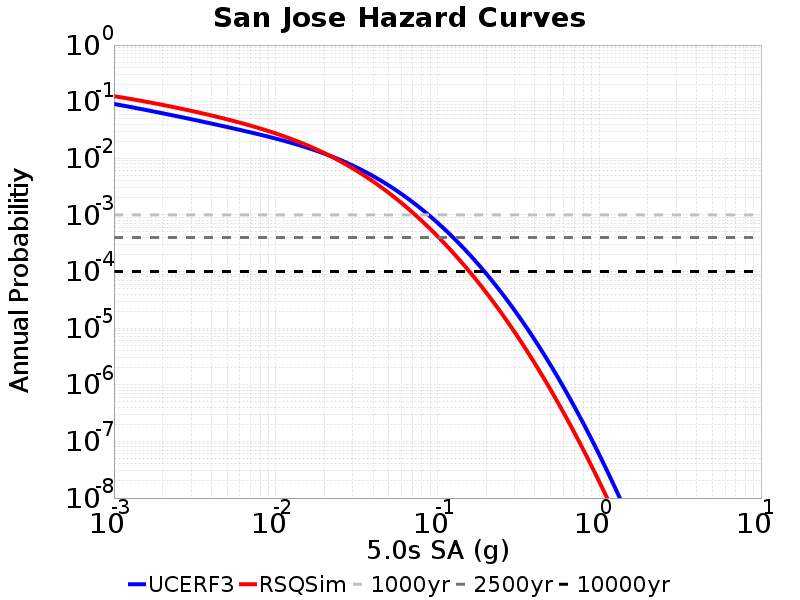 San Jose Hazard Curves
10^0
10^-1
10^-2
10^-3
10^-4
10^-5
10^-6
10^-7
10^-8
Annual Probabilitiy
10^-3 10^-2 10^-1 10^0 10^1
5.0s SA (g)
UCERF3 RSQSim 1000yr 2500yr 10000yr